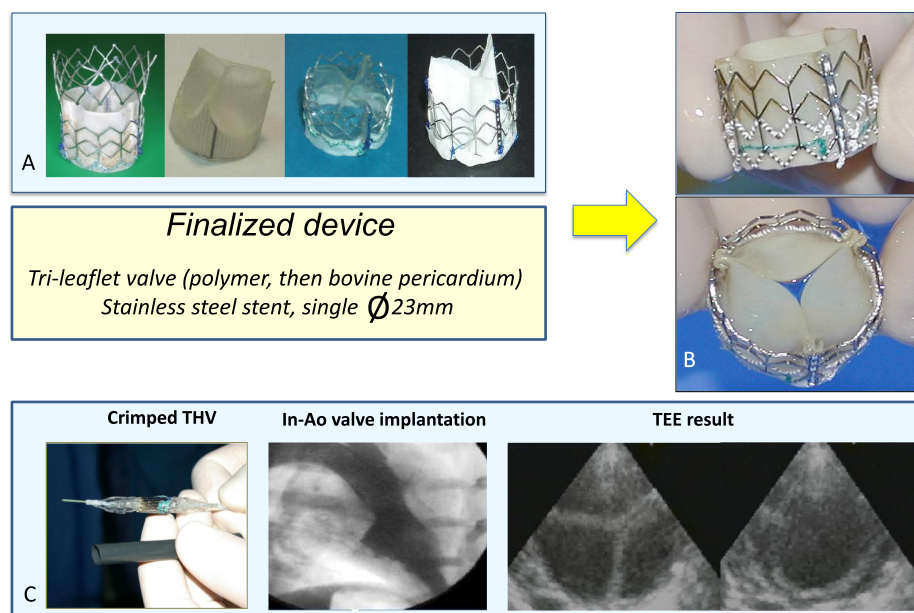 A
Finalized device
Tri-leaflet valve (polymer, then bovine pericardium)
Stainless steel stent, single Ø 23mm
B
Crimped THV
In-Ao valve implantation
TEE result
C